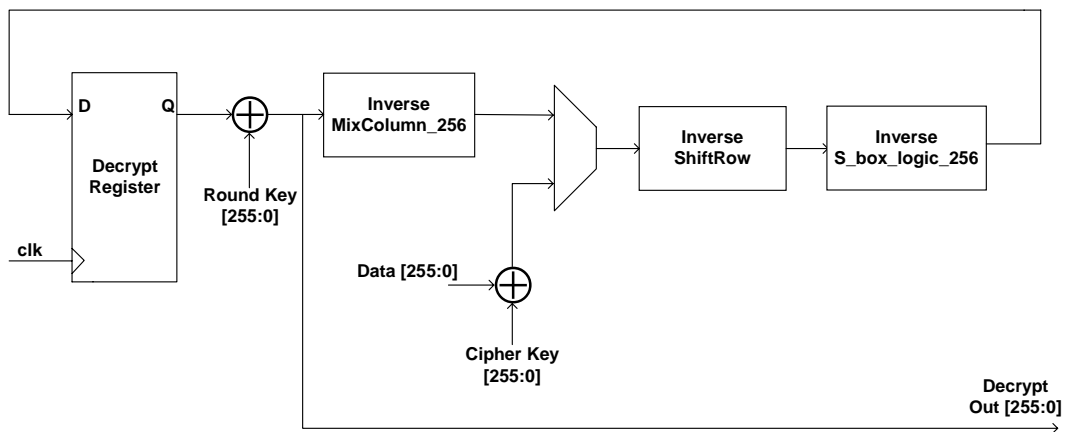 D
Q
Decrypt
Register
clk
Round Key
[255:0]
Inverse
MixColumn_256
Data [255:0]
Cipher Key
[255:0]
Inverse
ShiftRow
Inverse
S_box_logic_256
Decrypt
Out [255:0]